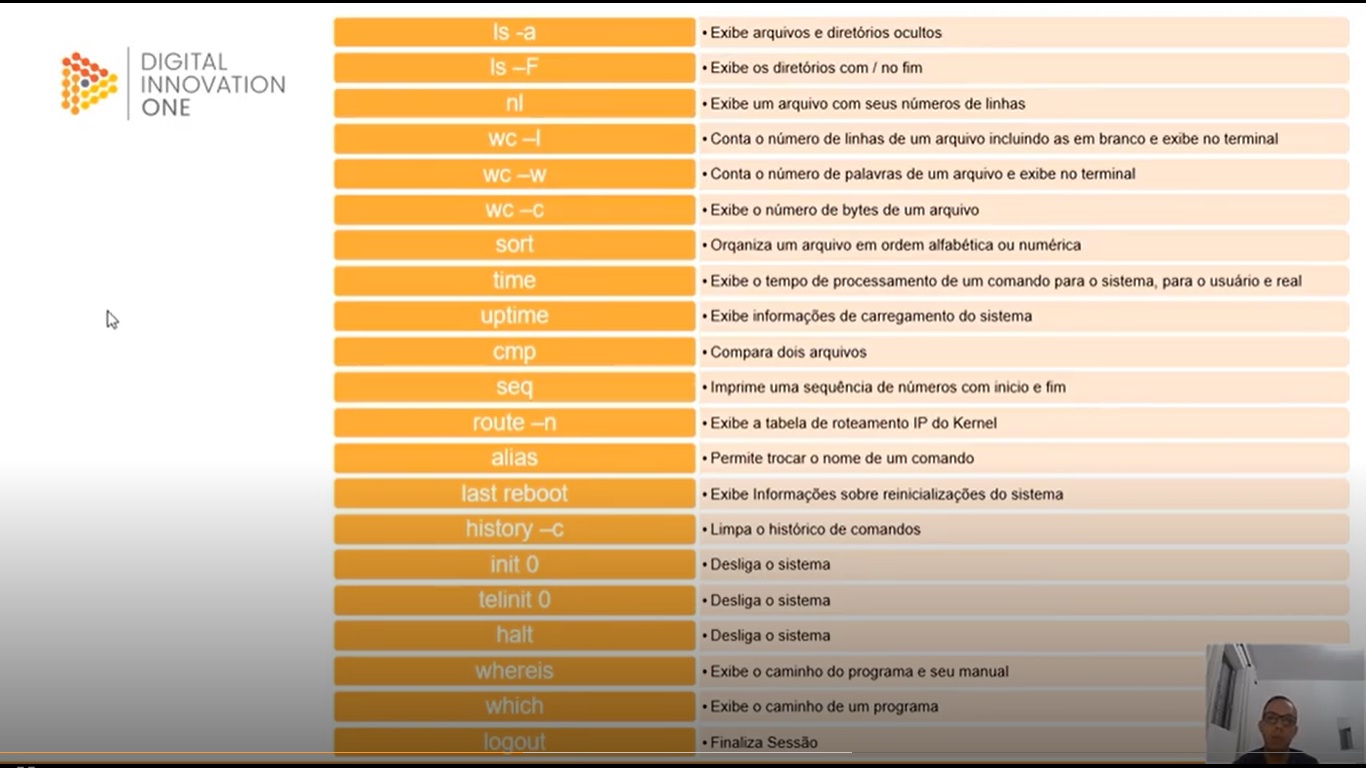 DIGITAL
INNOVATION
ONE
ls -a • Exibe arquivos e diretórios ocultos
ls –F • Exibe os diretórios com / no fim
nl • Exibe um arquivo com seus números de linhas
wc –l • Conta o número de linhas de um arquivo incluindo as em branco e exibe no terminal
wc –w • Conta o número de palavras de um arquivo e exibe no terminal
wc –c • Exibe o número de bytes de um arquivo
sort • Orqaniza um arquivo em ordem alfabética ou numérica
time • Exibe o tempo de processamento de um comando para o sistema, para o usuário e real
uptime • Exibe informações de carregamento do sistema
cmp • Compara dois arquivos
seq • Imprime uma sequência de números com inicio e fim
route –n • Exibe a tabela de roteamento IP do Kernel
alias • Permite trocar o nome de um comando
last reboot • Exibe Informações sobre reinicializações do sistema
history –c • Limpa o histórico de comandos
init 0 • Desliga o sistema
telinit 0 • Desliga o sistema
halt • Desliga o sistema
whereis • Exibe o caminho do programa e seu manual
which • Exibe o caminho de um programa
logout • Finaliza Sessão